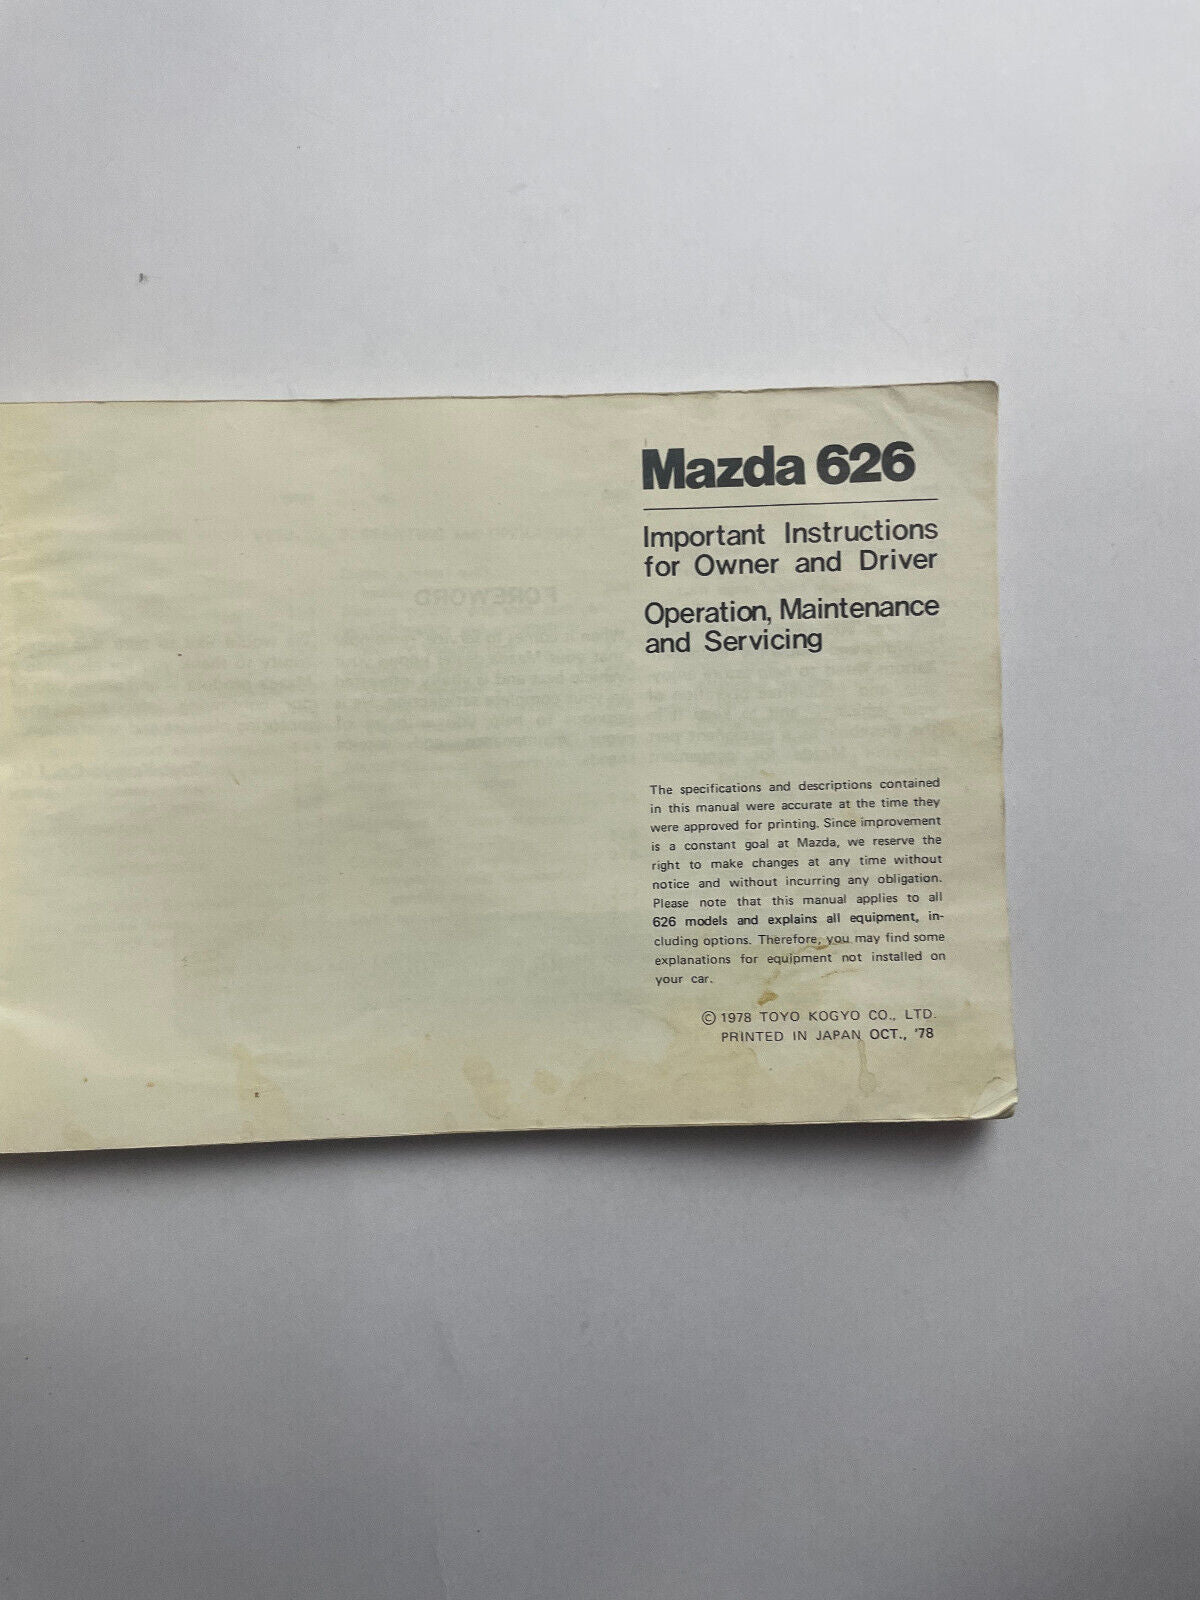 Mazda 626
Important Instructions
for Owner and Driver
Operation, Maintenance
and Servicing
FOREWORD
The specifications and descriptions contained
in this manual were accurate at the time they
were approved for printing. Since improvement
is a constant goal at Mazda, we reserve the
right to make changes at any time without
notice and without incurring any obligation.
Please note that this manual applies to all
626 models and explains all equipment, in-
cluding options. Therefore, you may find some
explanations for equipment not installed on
your car.
© 1978 TOYO KOGYO CO., LTD.
PRINTED IN JAPAN OCT., '78